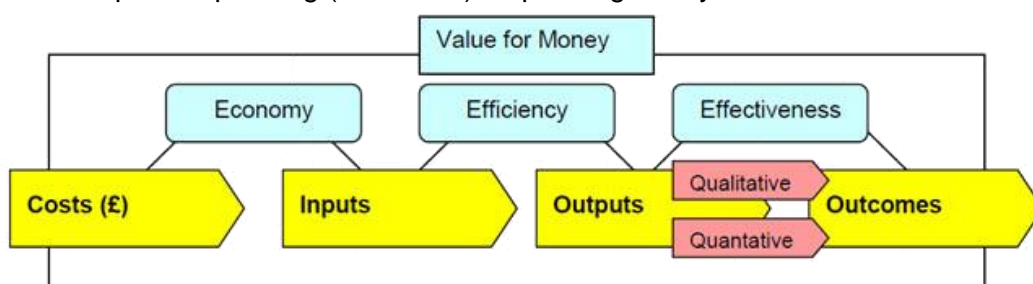 Value for Money
Economy
Efficiency
Effectiveness
Costs (£)
Inputs
Outputs
Qualitative
Quantative
Outcomes